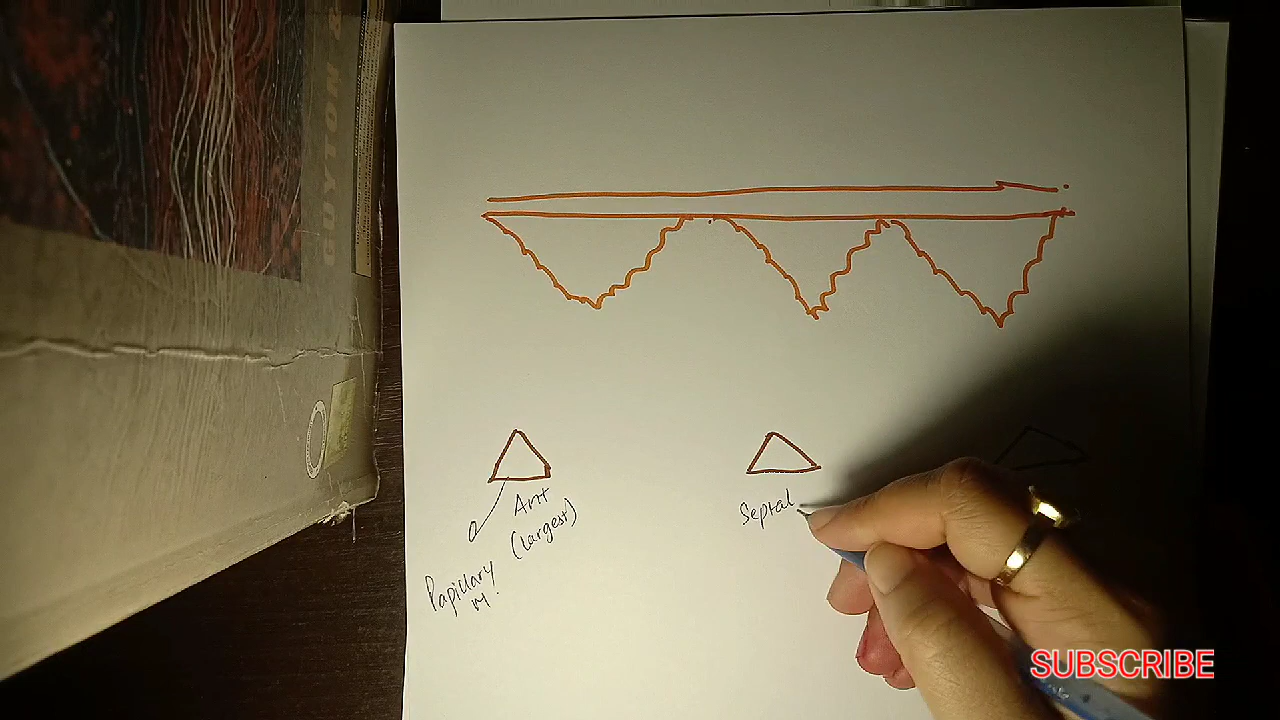 GUYTON &
Ant
(largest)
Septal
Papillary
M.
SUBSCRIBE